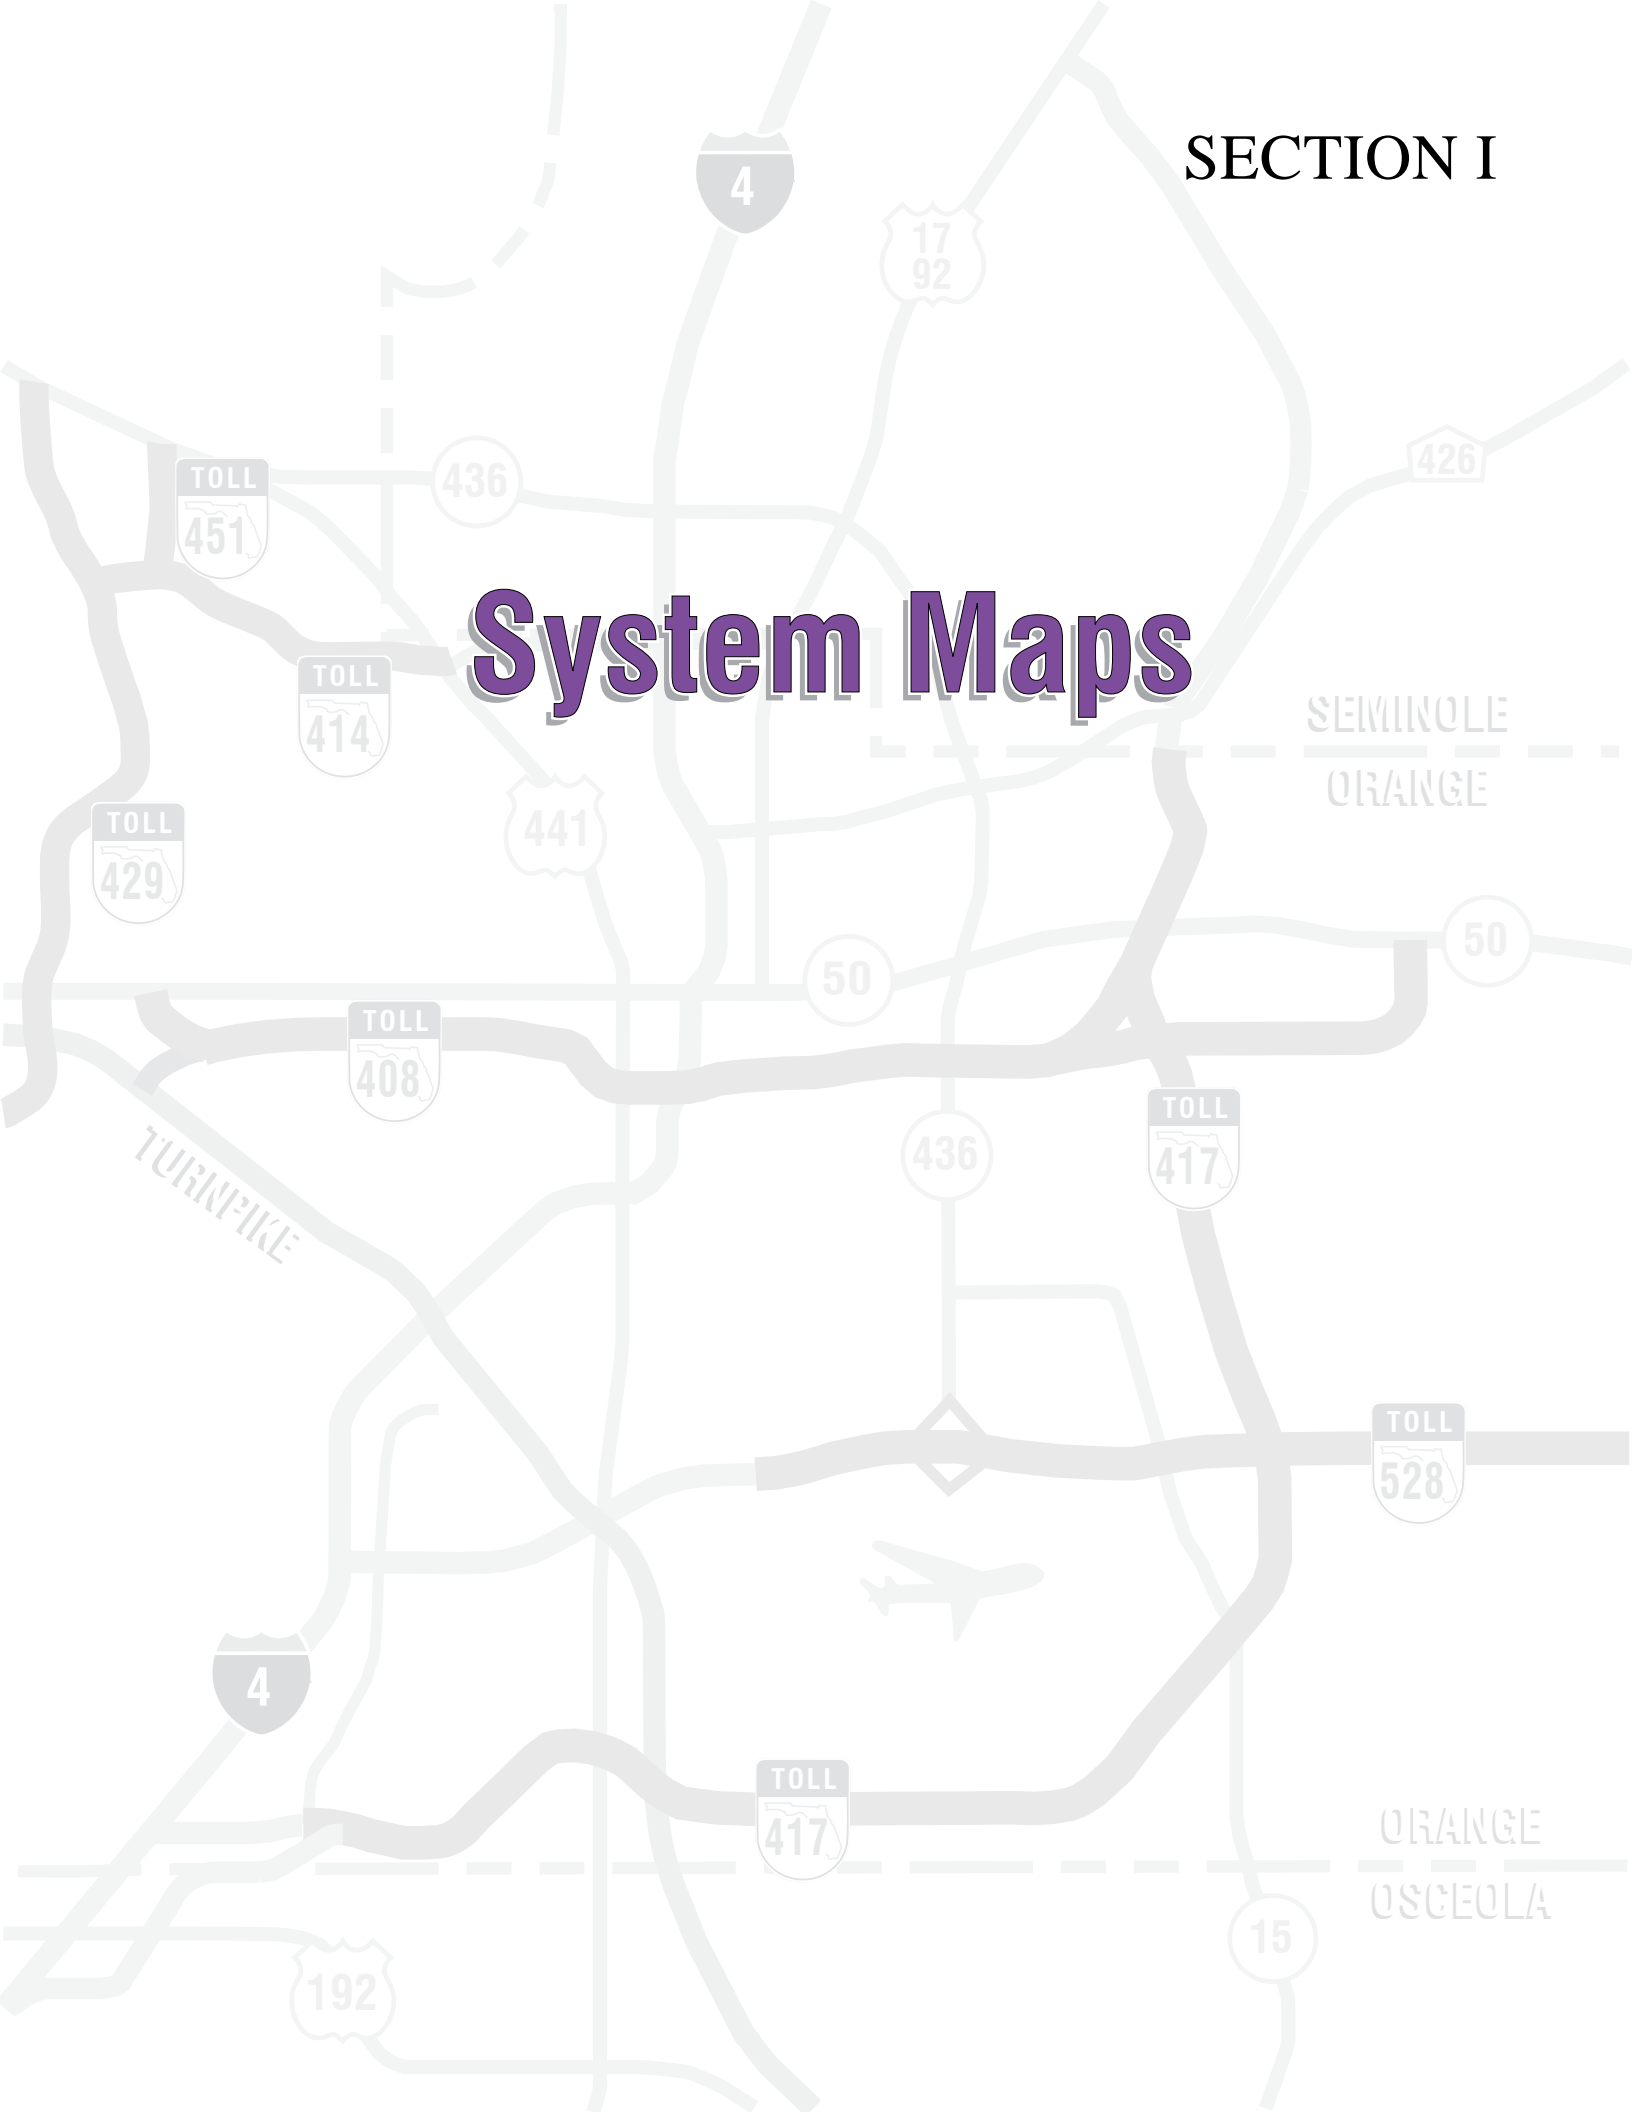 SECTION I
4
17
92
426
436
TOLL
451
System Maps
TOLL
414
SEMINOLE
ORANGE
441
TOLL
429
50
50
TOLL
408
436
TOLL
417
TURNPIKE
TOLL
528
4
TOLL
417
ORANGE
OSCEOLA
15
192